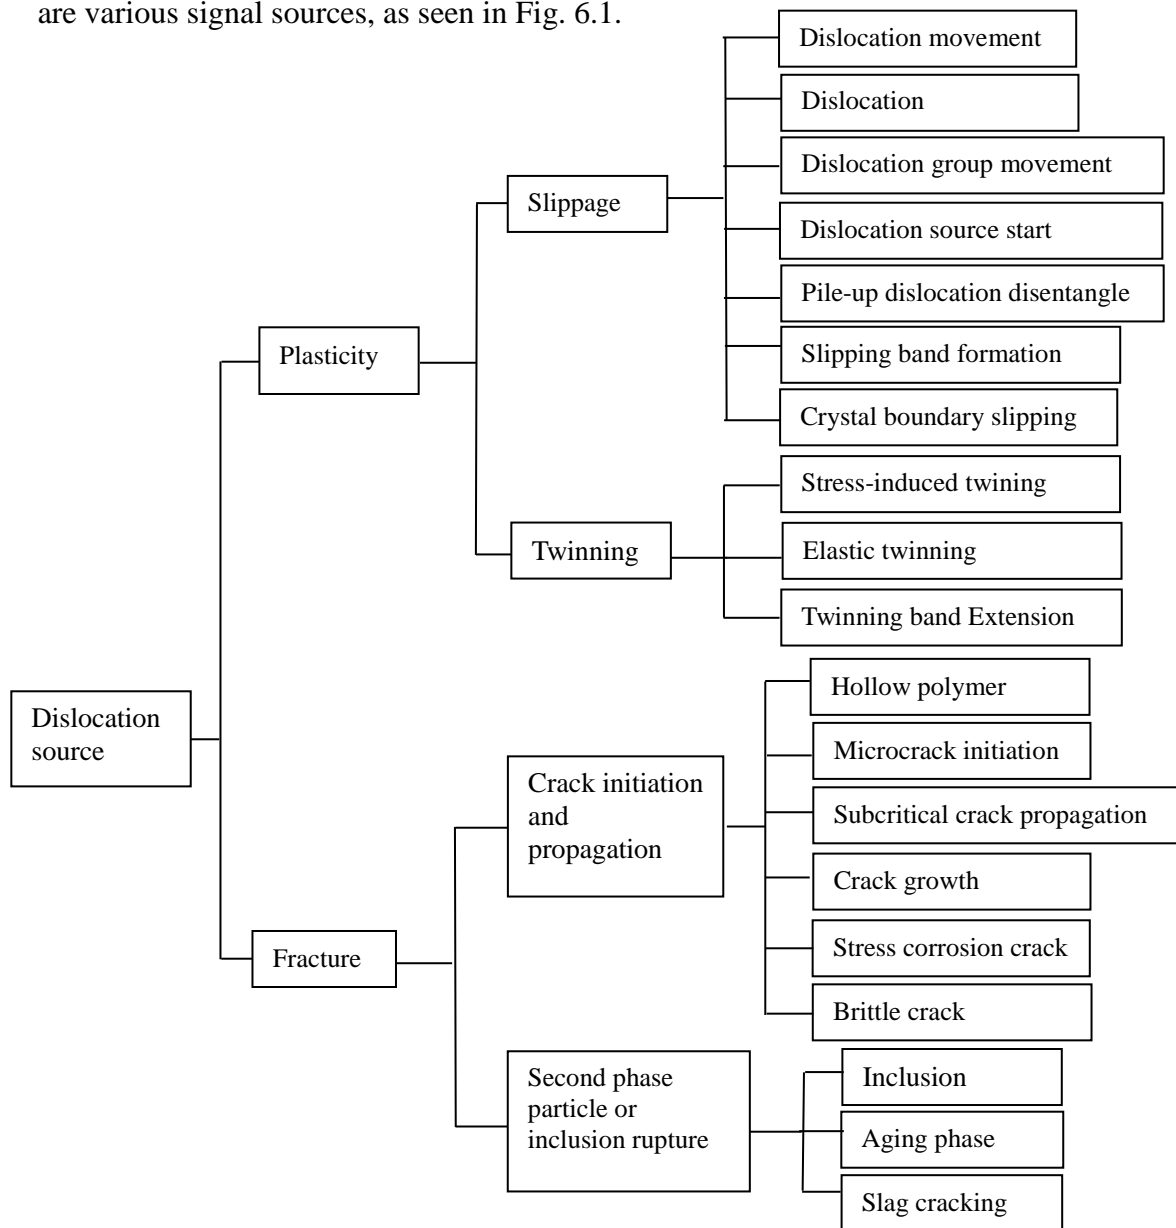 are various signal sources, as seen in Fig. 6.1.
Dislocation movement
Dislocation
Dislocation group movement
Slippage
Dislocation source start
Pile-up dislocation disentangle
Plasticity
Slipping band formation
Crystal boundary slipping
Stress-induced twining
Twinning
Elastic twinning
Twinning band Extension
Dislocation
source
Hollow polymer
Microcrack initiation
Crack initiation
and
propagation
Subcritical crack propagation
Crack growth
Fracture
Stress corrosion crack
Brittle crack
Second phase
particle or
inclusion rupture
Inclusion
Aging phase
Slag cracking